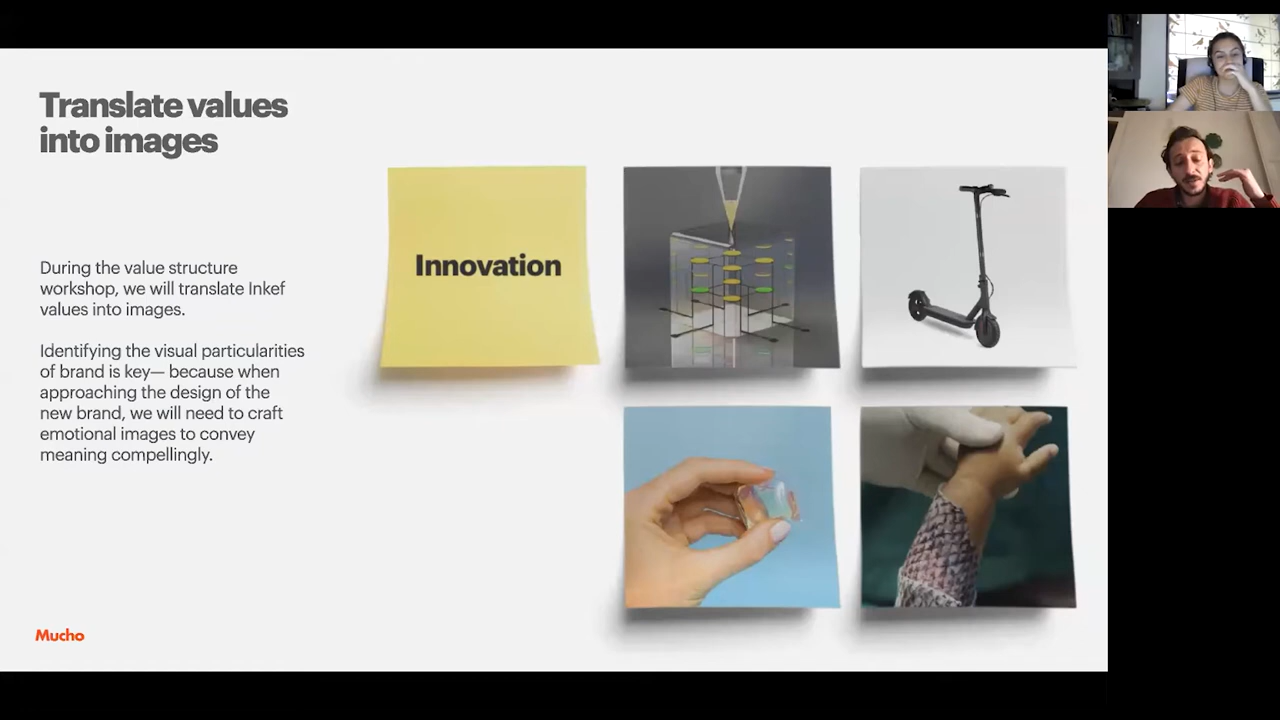 Translate values
into images
During the value structure
workshop, we will translate Inkef
values into images.
Identifying the visual particularities
of brand is key— because when
approaching the design of the
new brand, we will need to craft
emotional images to convey
meaning compellingly.
Innovation
Mucho